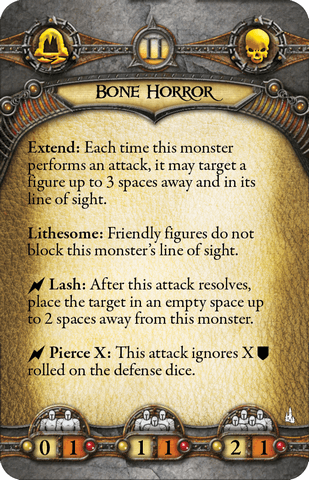 II
BONE HORROR
Extend: Each time this monster
performs an attack, it may target a
figure up to 3 spaces away and in its
line of sight.
Lithesome: Friendly figures do not
block this monster's line of sight.
Lash: After this attack resolves,
place the target in an empty space up
to 2 spaces away from this monster.
Pierce X: This attack ignores X
rolled on the defense dice.
0 1 1 1 2 1